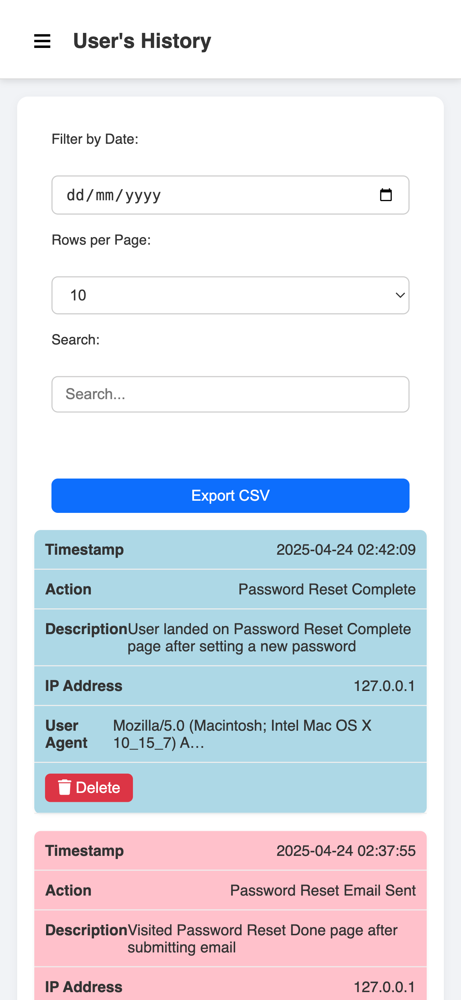 User's History
Filter by Date:
dd/mm/yyyy
Rows per Page:
10
Search:
Search...
Export CSV
Timestamp 2025-04-24 02:42:09
Action Password Reset Complete
Description User landed on Password Reset Complete
page after setting a new password
IP Address 127.0.0.1
User Mozilla/5.0 (Macintosh; Intel Mac OS X
Agent 10_15_7) A…
Delete
Timestamp 2025-04-24 02:37:55
Action Password Reset Email Sent
Description Visited Password Reset Done page after
submitting email
IP Address 127.0.0.1